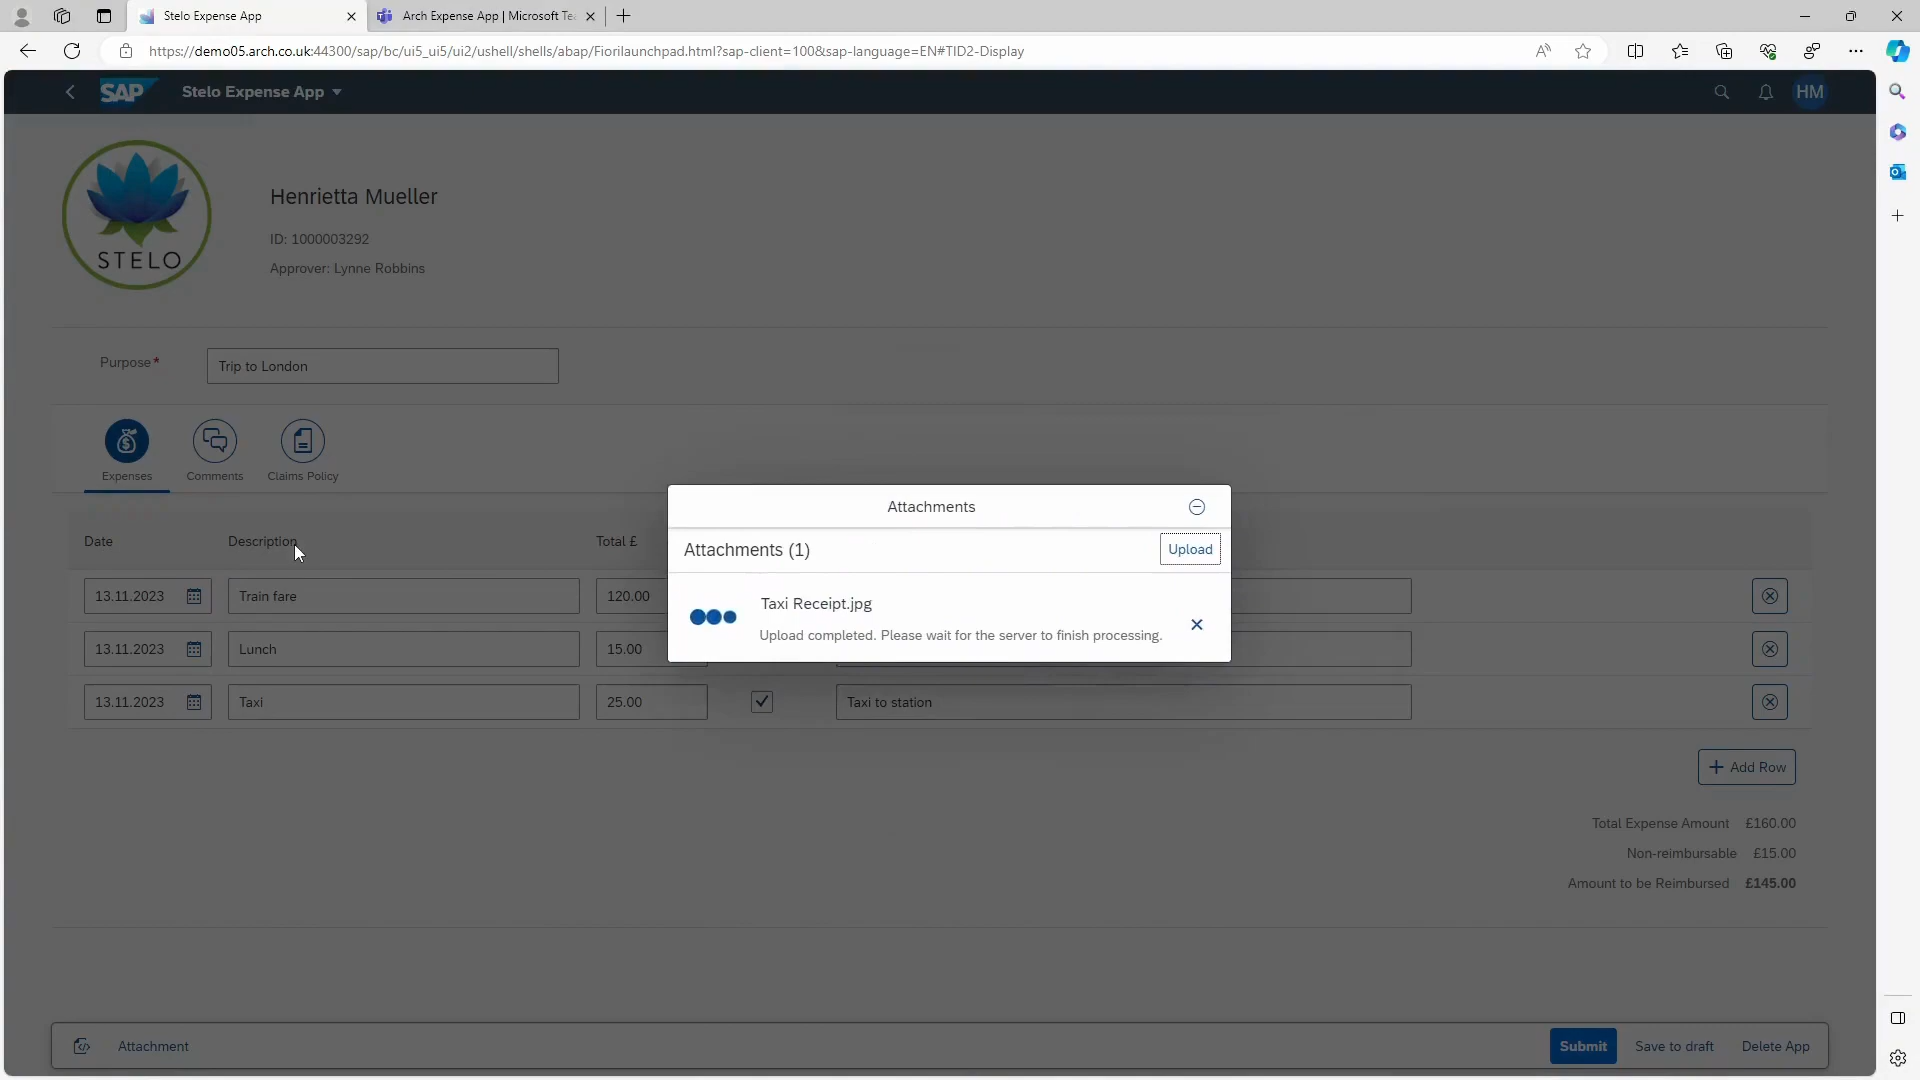 Stelo Expense App
Arch Expense App | Microsoft Te
https://demo05.arch.co.uk:44300/sap/bc/ui5_ui5/ui2/ushell/shells/abap/Fiorilaunchpad.html?sap-client=100&sap-language=EN#TID2-Display
SAP
Stelo Expense App
HM
STELO
Henrietta Mueller
ID: 1000003292
Approver: Lynne Robbins
Purpose*
Trip to London
Expenses
Comments
Claims Policy
Attachments
Attachments (1)
Upload
Taxi Receipt.jpg
Upload completed. Please wait for the server to finish processing.
Date
Description
Total £
13.11.2023
Train fare
120.00
13.11.2023
Lunch
15.00
13.11.2023
Taxi
25.00
Taxi to station
Add Row
Total Expense Amount £160.00
Non-reimbursable £15.00
Amount to be Reimbursed £145.00
Attachment
Submit
Save to draft
Delete App